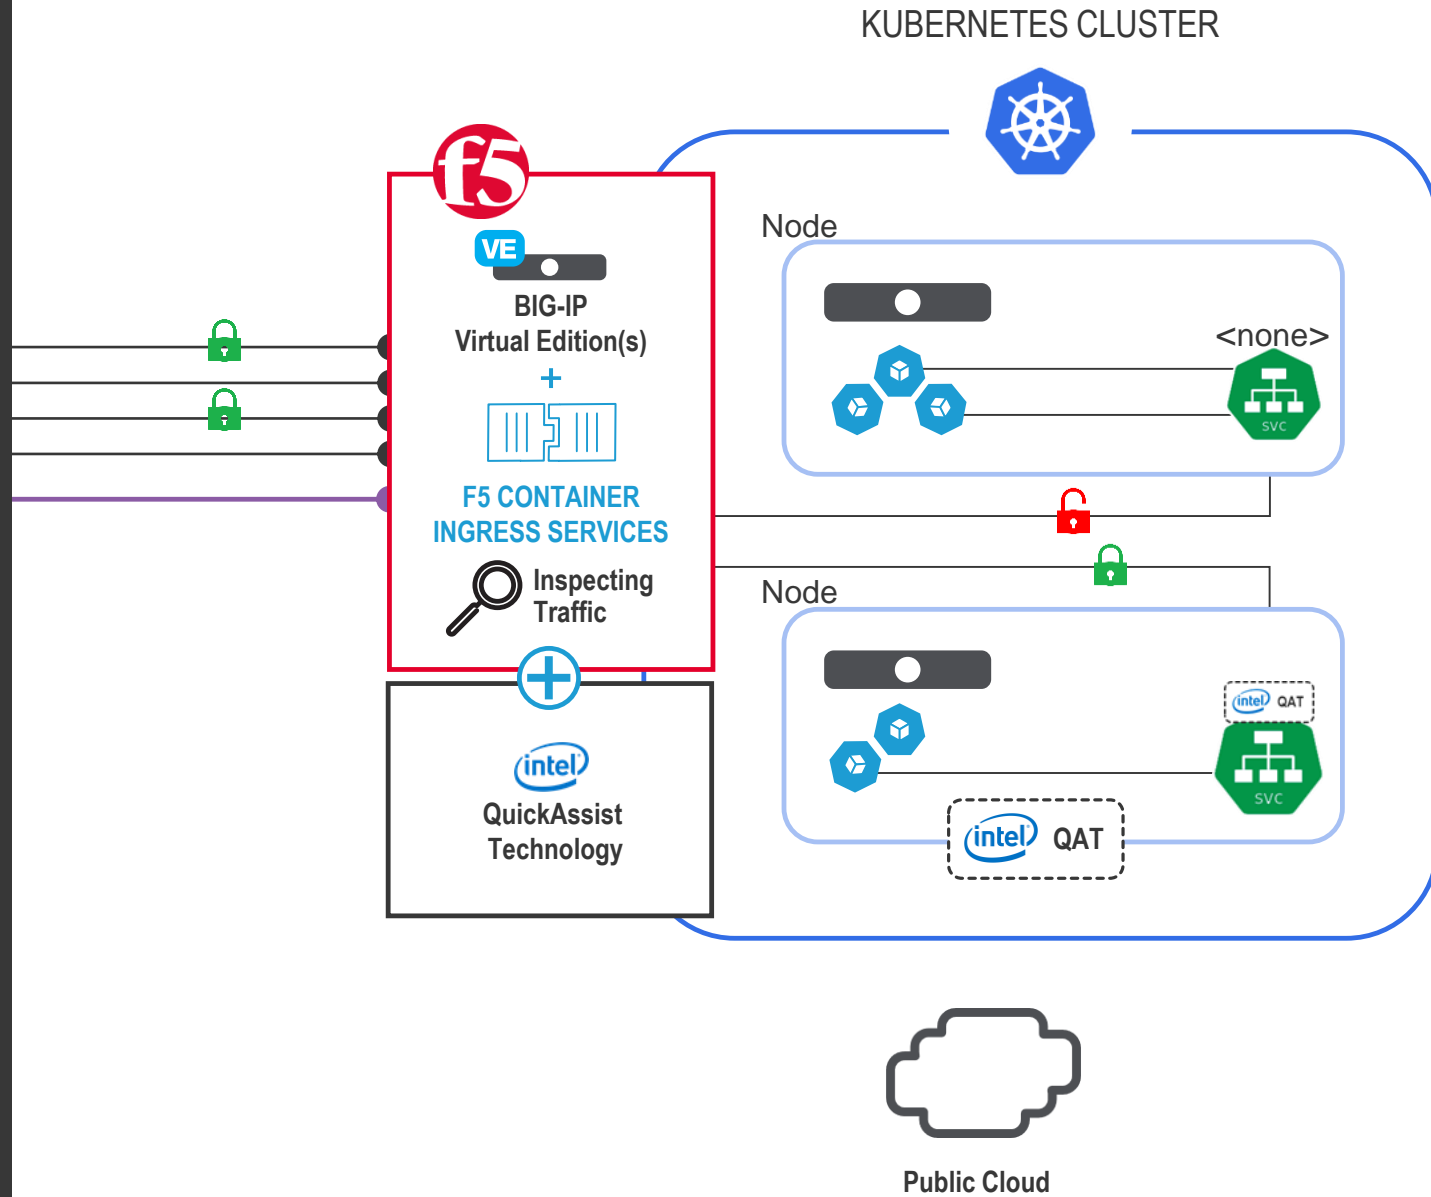 KUBERNETES CLUSTER
f5
VE
BIG-IP
Virtual Edition(s)
+
F5 CONTAINER
INGRESS SERVICES
Inspecting
Traffic
intel
QuickAssist
Technology
Node
<none>
SVC
Node
intel QAT
SVC
intel QAT
Public Cloud